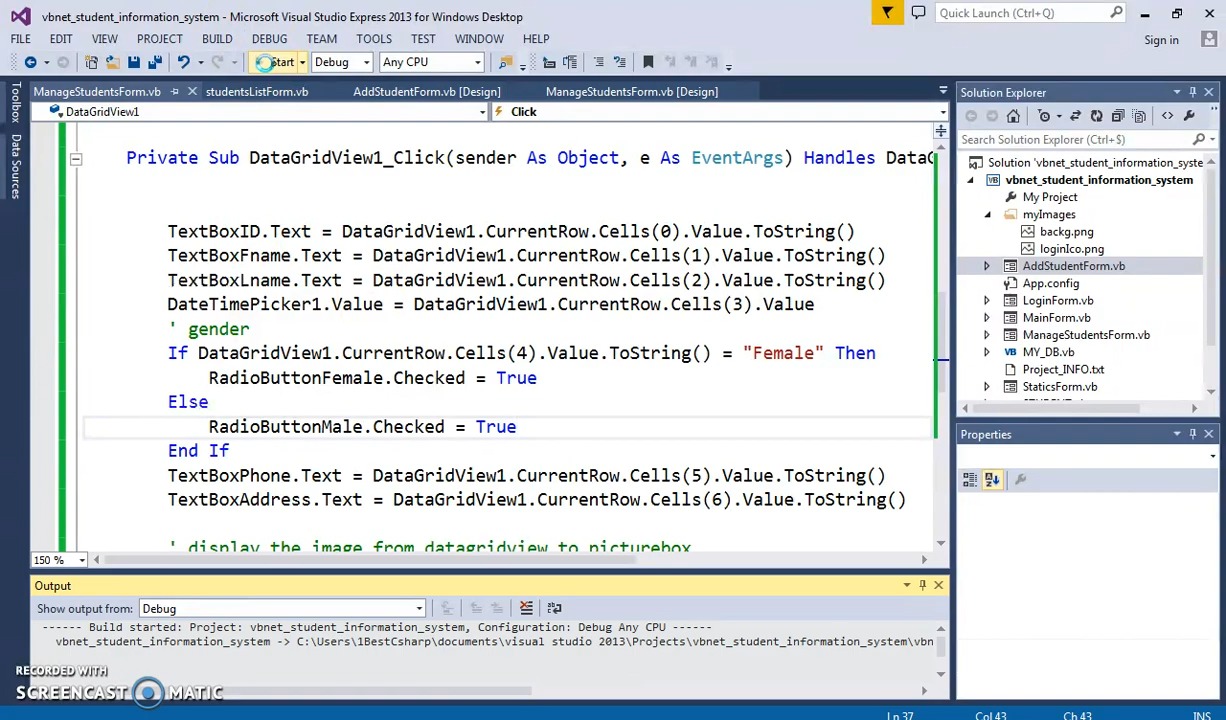 vbnet_student_information_system - Microsoft Visual Studio Express 2013 for Windows Desktop
Quick Launch (Ctrl+Q)
FILE EDIT VIEW PROJECT BUILD DEBUG TEAM TOOLS TEST WINDOW HELP
Sign in
Start Debug Any CPU
Toolbox
Data Sources
ManageStudentsForm.vb studentsListForm.vb AddStudentForm.vb [Design] ManageStudentsForm.vb [Design]
DataGridView1 Click
Private Sub DataGridView1_Click(sender As Object, e As EventArgs) Handles DataG
TextBoxID.Text = DataGridView1.CurrentRow.Cells(0).Value.ToString()
TextBoxFname.Text = DataGridView1.CurrentRow.Cells(1).Value.ToString()
TextBoxLname.Text = DataGridView1.CurrentRow.Cells(2).Value.ToString()
DateTimePicker1.Value = DataGridView1.CurrentRow.Cells(3).Value
' gender
If DataGridView1.CurrentRow.Cells(4).Value.ToString() = "Female" Then
RadioButtonFemale.Checked = True
Else
RadioButtonMale.Checked = True
End If
TextBoxPhone.Text = DataGridView1.CurrentRow.Cells(5).Value.ToString()
TextBoxAddress.Text = DataGridView1.CurrentRow.Cells(6).Value.ToString()
' display the image from datagridview to picturebox
150 %
Output
Show output from: Debug
------ Build started: Project: vbnet_student_information_system, Configuration: Debug Any CPU ------
vbnet_student_information_system -> C:\Users\1BestCsharp\documents\visual studio 2013\Projects\vbnet_student_information_system\vbn
Solution Explorer
Search Solution Explorer (Ctrl+$)
Solution 'vbnet_student_information_syste
vbnet_student_information_system
My Project
myImages
backg.png
loginIco.png
AddStudentForm.vb
App.config
LoginForm.vb
MainForm.vb
ManageStudentsForm.vb
MY_DB.vb
Project_INFO.txt
StaticsForm.vb
Properties
RECORDED WITH
SCREENCAST MATIC
Ln 37 Col 43 Ch 43 INS